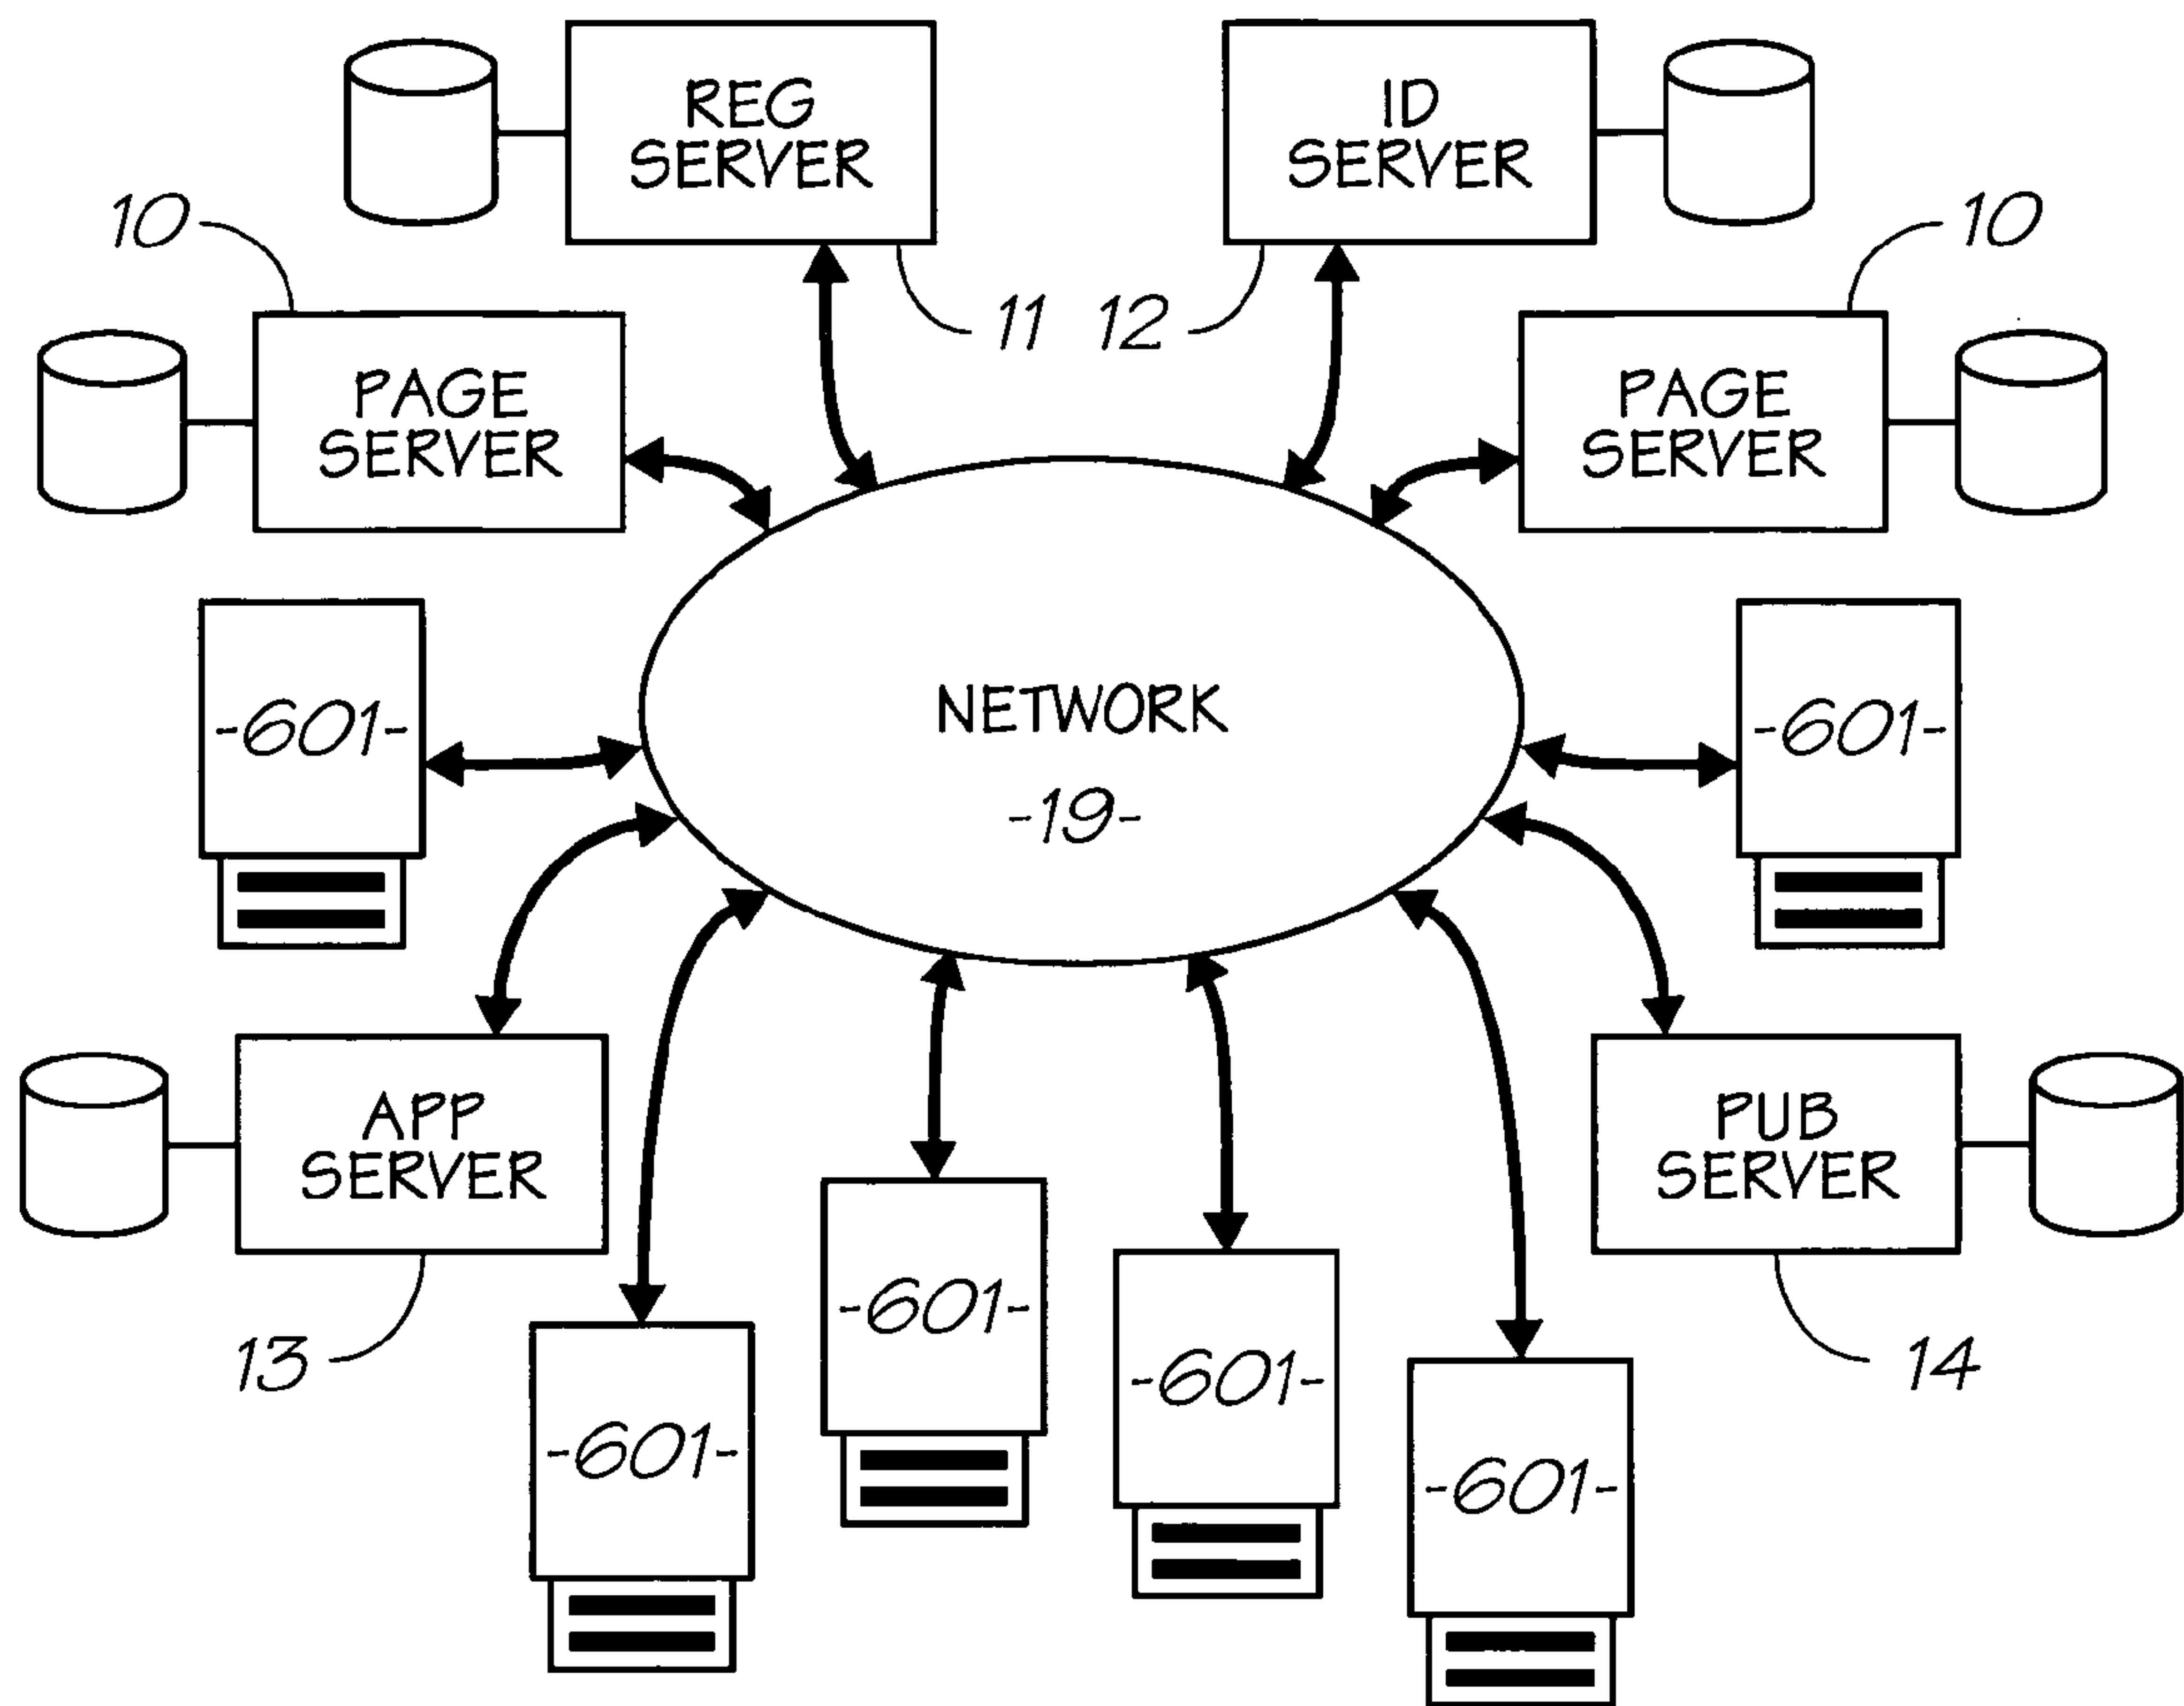 REG
SERVER
ID
SERVER
10
10
11
12
PAGE
SERVER
PAGE
SERVER
-601-
NETWORK
-19-
-601-
APP
SERVER
PUB
SERVER
13
14
-601-
-601-
-601-
-601-